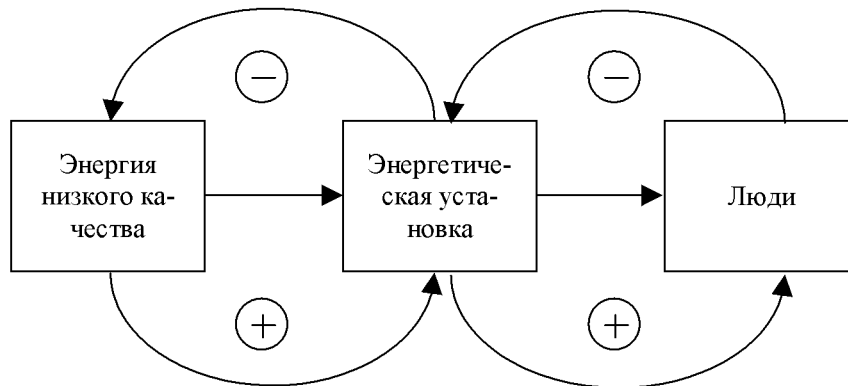 −
−
Энергия
низкого ка-
чества
Энергетиче-
ская уста-
новка
Люди
+
+